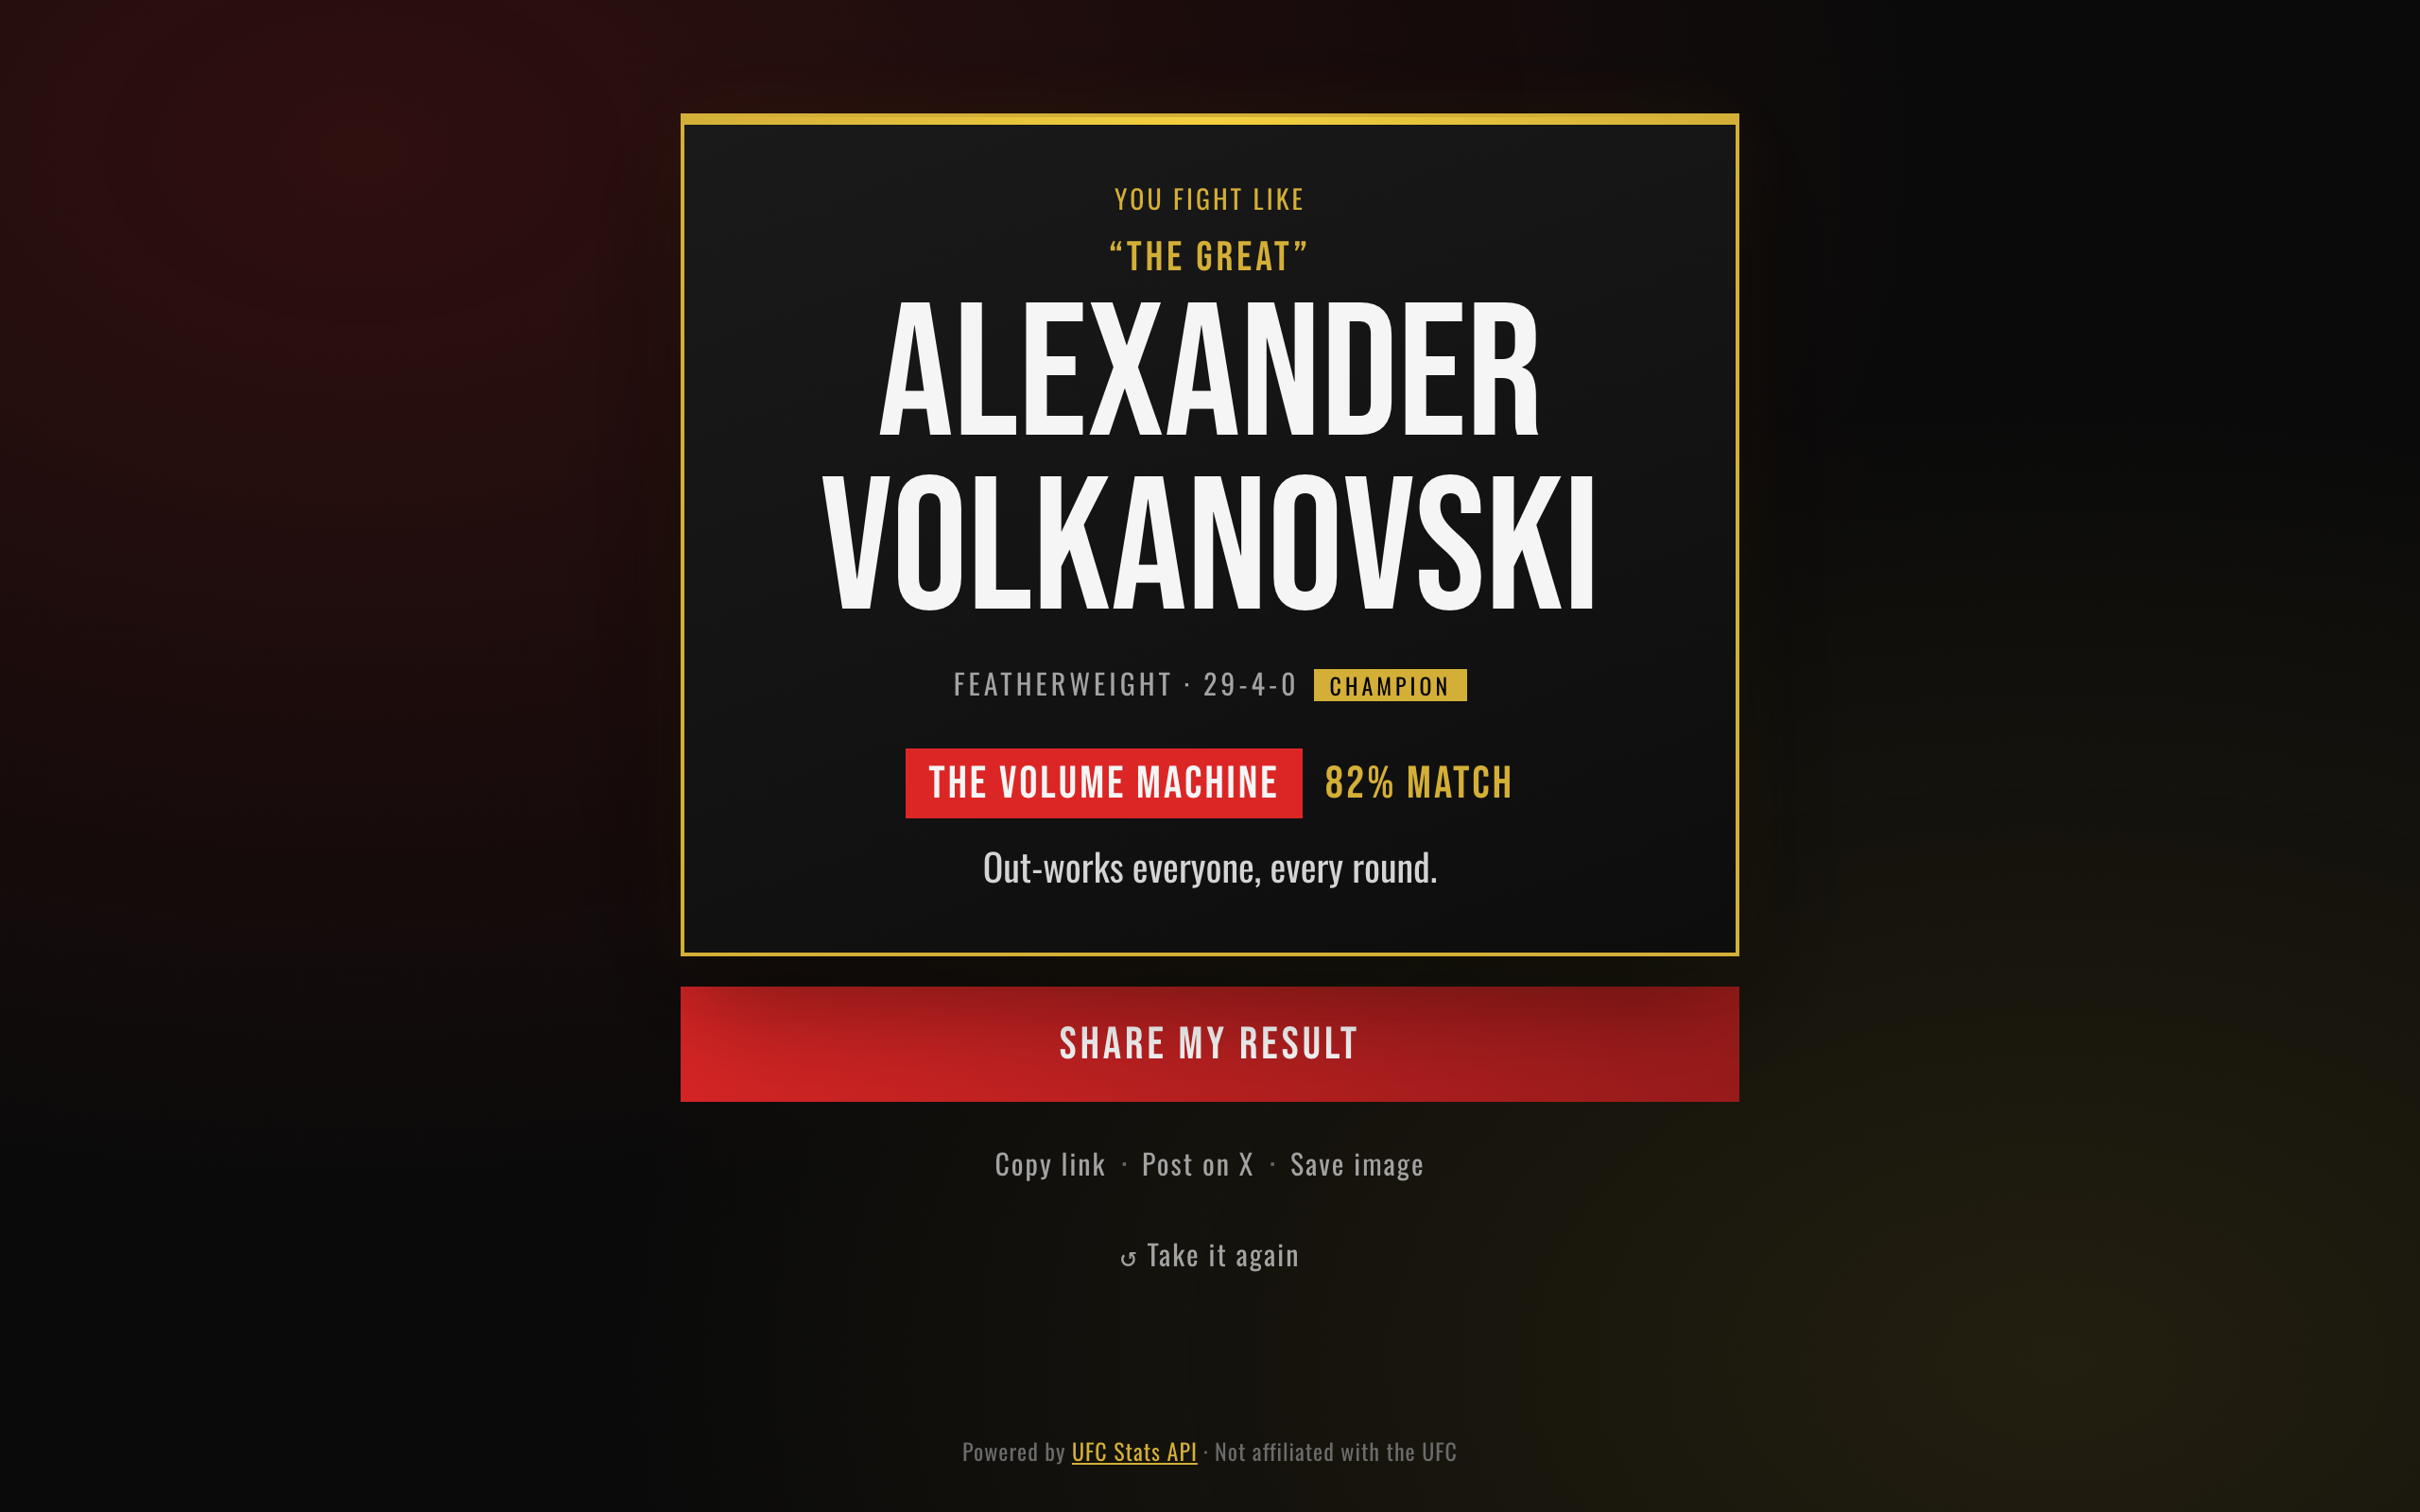 YOU FIGHT LIKE
“THE GREAT”
ALEXANDER
VOLKANOVSKI
FEATHERWEIGHT · 29-4-0 CHAMPION
THE VOLUME MACHINE 82% MATCH
Out-works everyone, every round.
SHARE MY RESULT
Copy link · Post on X · Save image
↺ Take it again
Powered by UFC Stats API · Not affiliated with the UFC